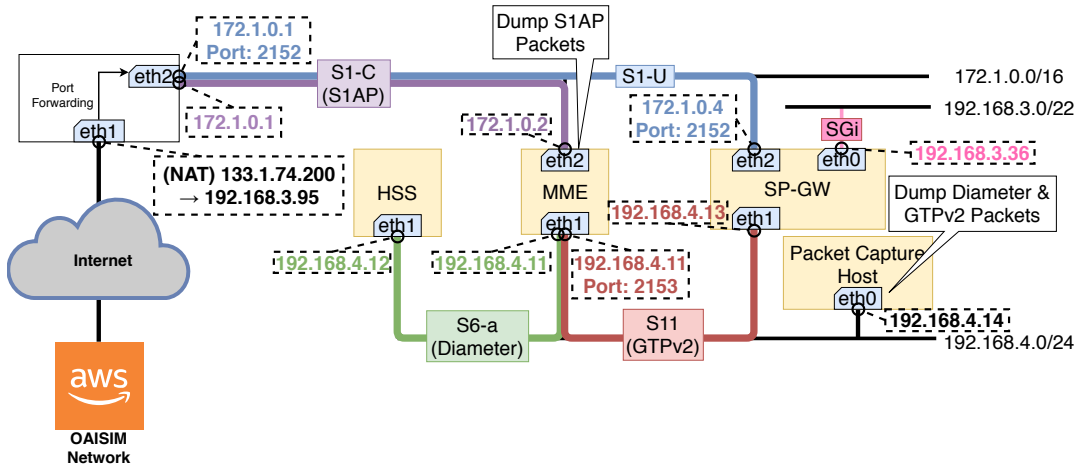 Dump S1AP
Packets
172.1.0.1
Port: 2152
eth2
S1-C
(S1AP)
S1-U
172.1.0.0/16
Port
Forwarding
172.1.0.1
172.1.0.4
Port: 2152
192.168.3.0/22
SGi
eth1
172.1.0.2
eth2
eth2
eth0
192.168.3.36
(NAT) 133.1.74.200
→ 192.168.3.95
HSS
MME
SP-GW
Dump Diameter &
GTPv2 Packets
eth1
eth1
192.168.4.13
eth1
Internet
192.168.4.12
192.168.4.11
192.168.4.11
Port: 2153
Packet Capture
Host
eth0
192.168.4.14
S6-a
(Diameter)
S11
(GTPv2)
192.168.4.0/24
aws
OAISIM
Network